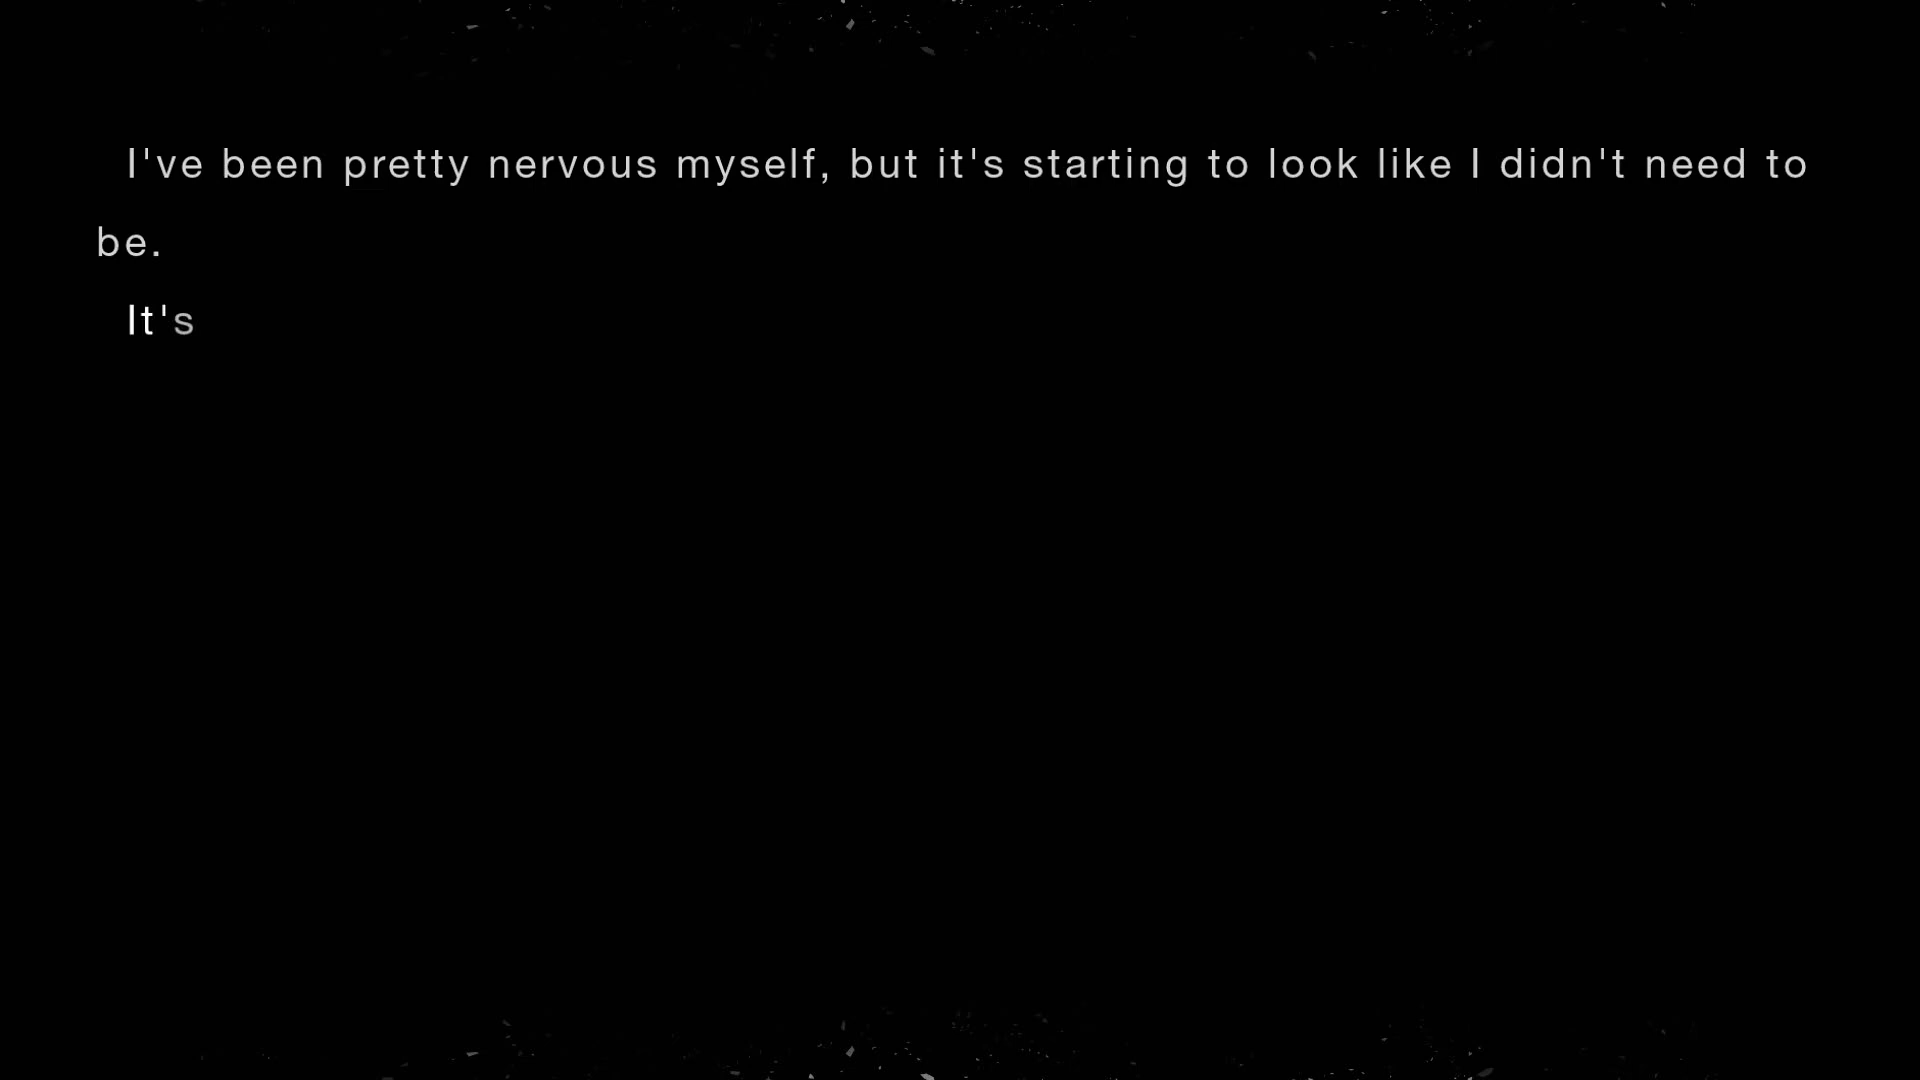 I've been pretty nervous myself, but it's starting to look like I didn't need to
be.
It's